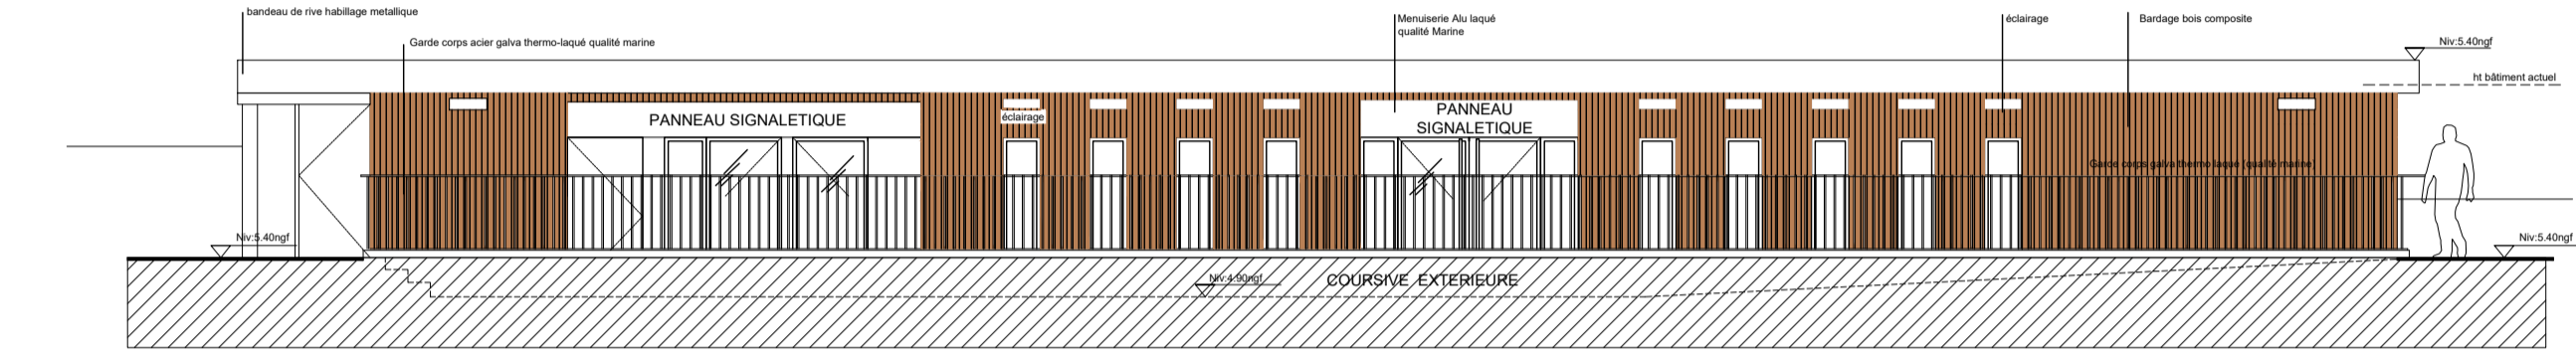 bandeau de rive habillage metallique
Garde corps acier galva thermo-laqué qualité marine
Menuiserie Alu laqué
qualité Marine
éclairage
Bardage bois composite
Niv:5.40ngf
ht bâtiment actuel
PANNEAU SIGNALETIQUE
éclairage
PANNEAU
SIGNALETIQUE
Garde corps galva thermo laqué (qualité marine)
Niv:5.40ngf
Niv:5.40ngf
Niv:4.90ngf
COURSIVE EXTERIEURE